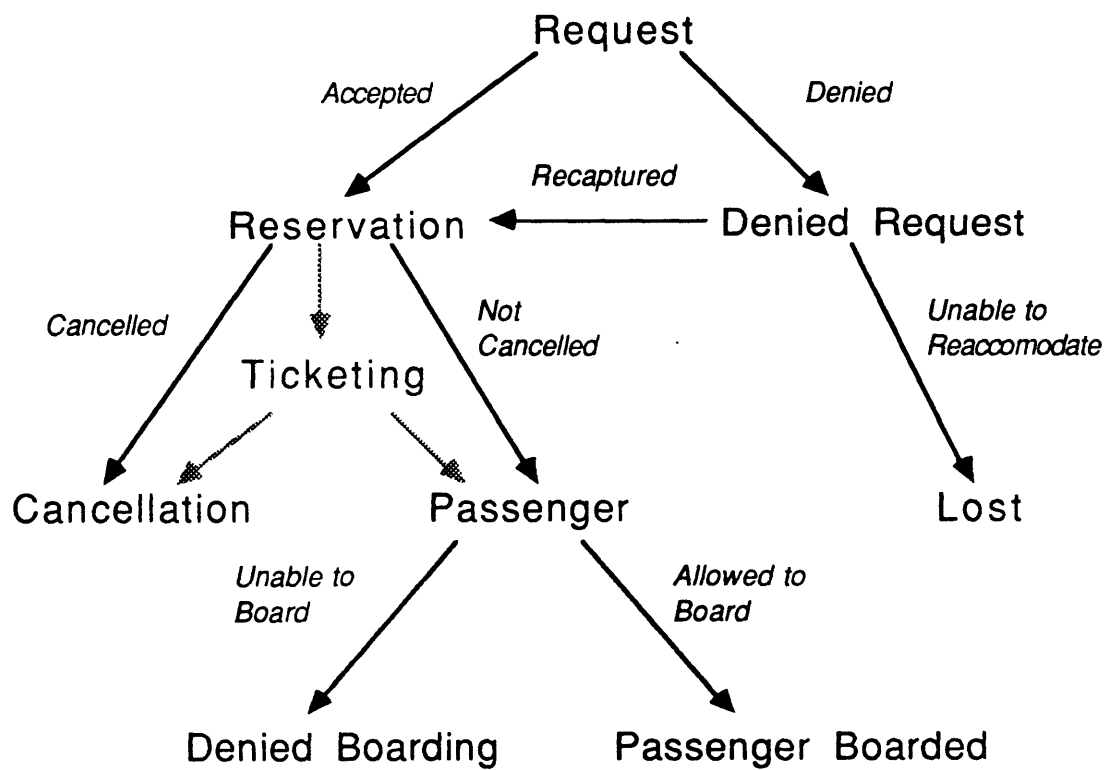 Request
Accepted
Denied
Recaptured
Reservation
Denied Request
Cancelled
Not
Cancelled
Unable to
Reaccomodate
Ticketing
Cancellation
Passenger
Lost
Unable to
Board
Allowed to
Board
Denied Boarding
Passenger Boarded